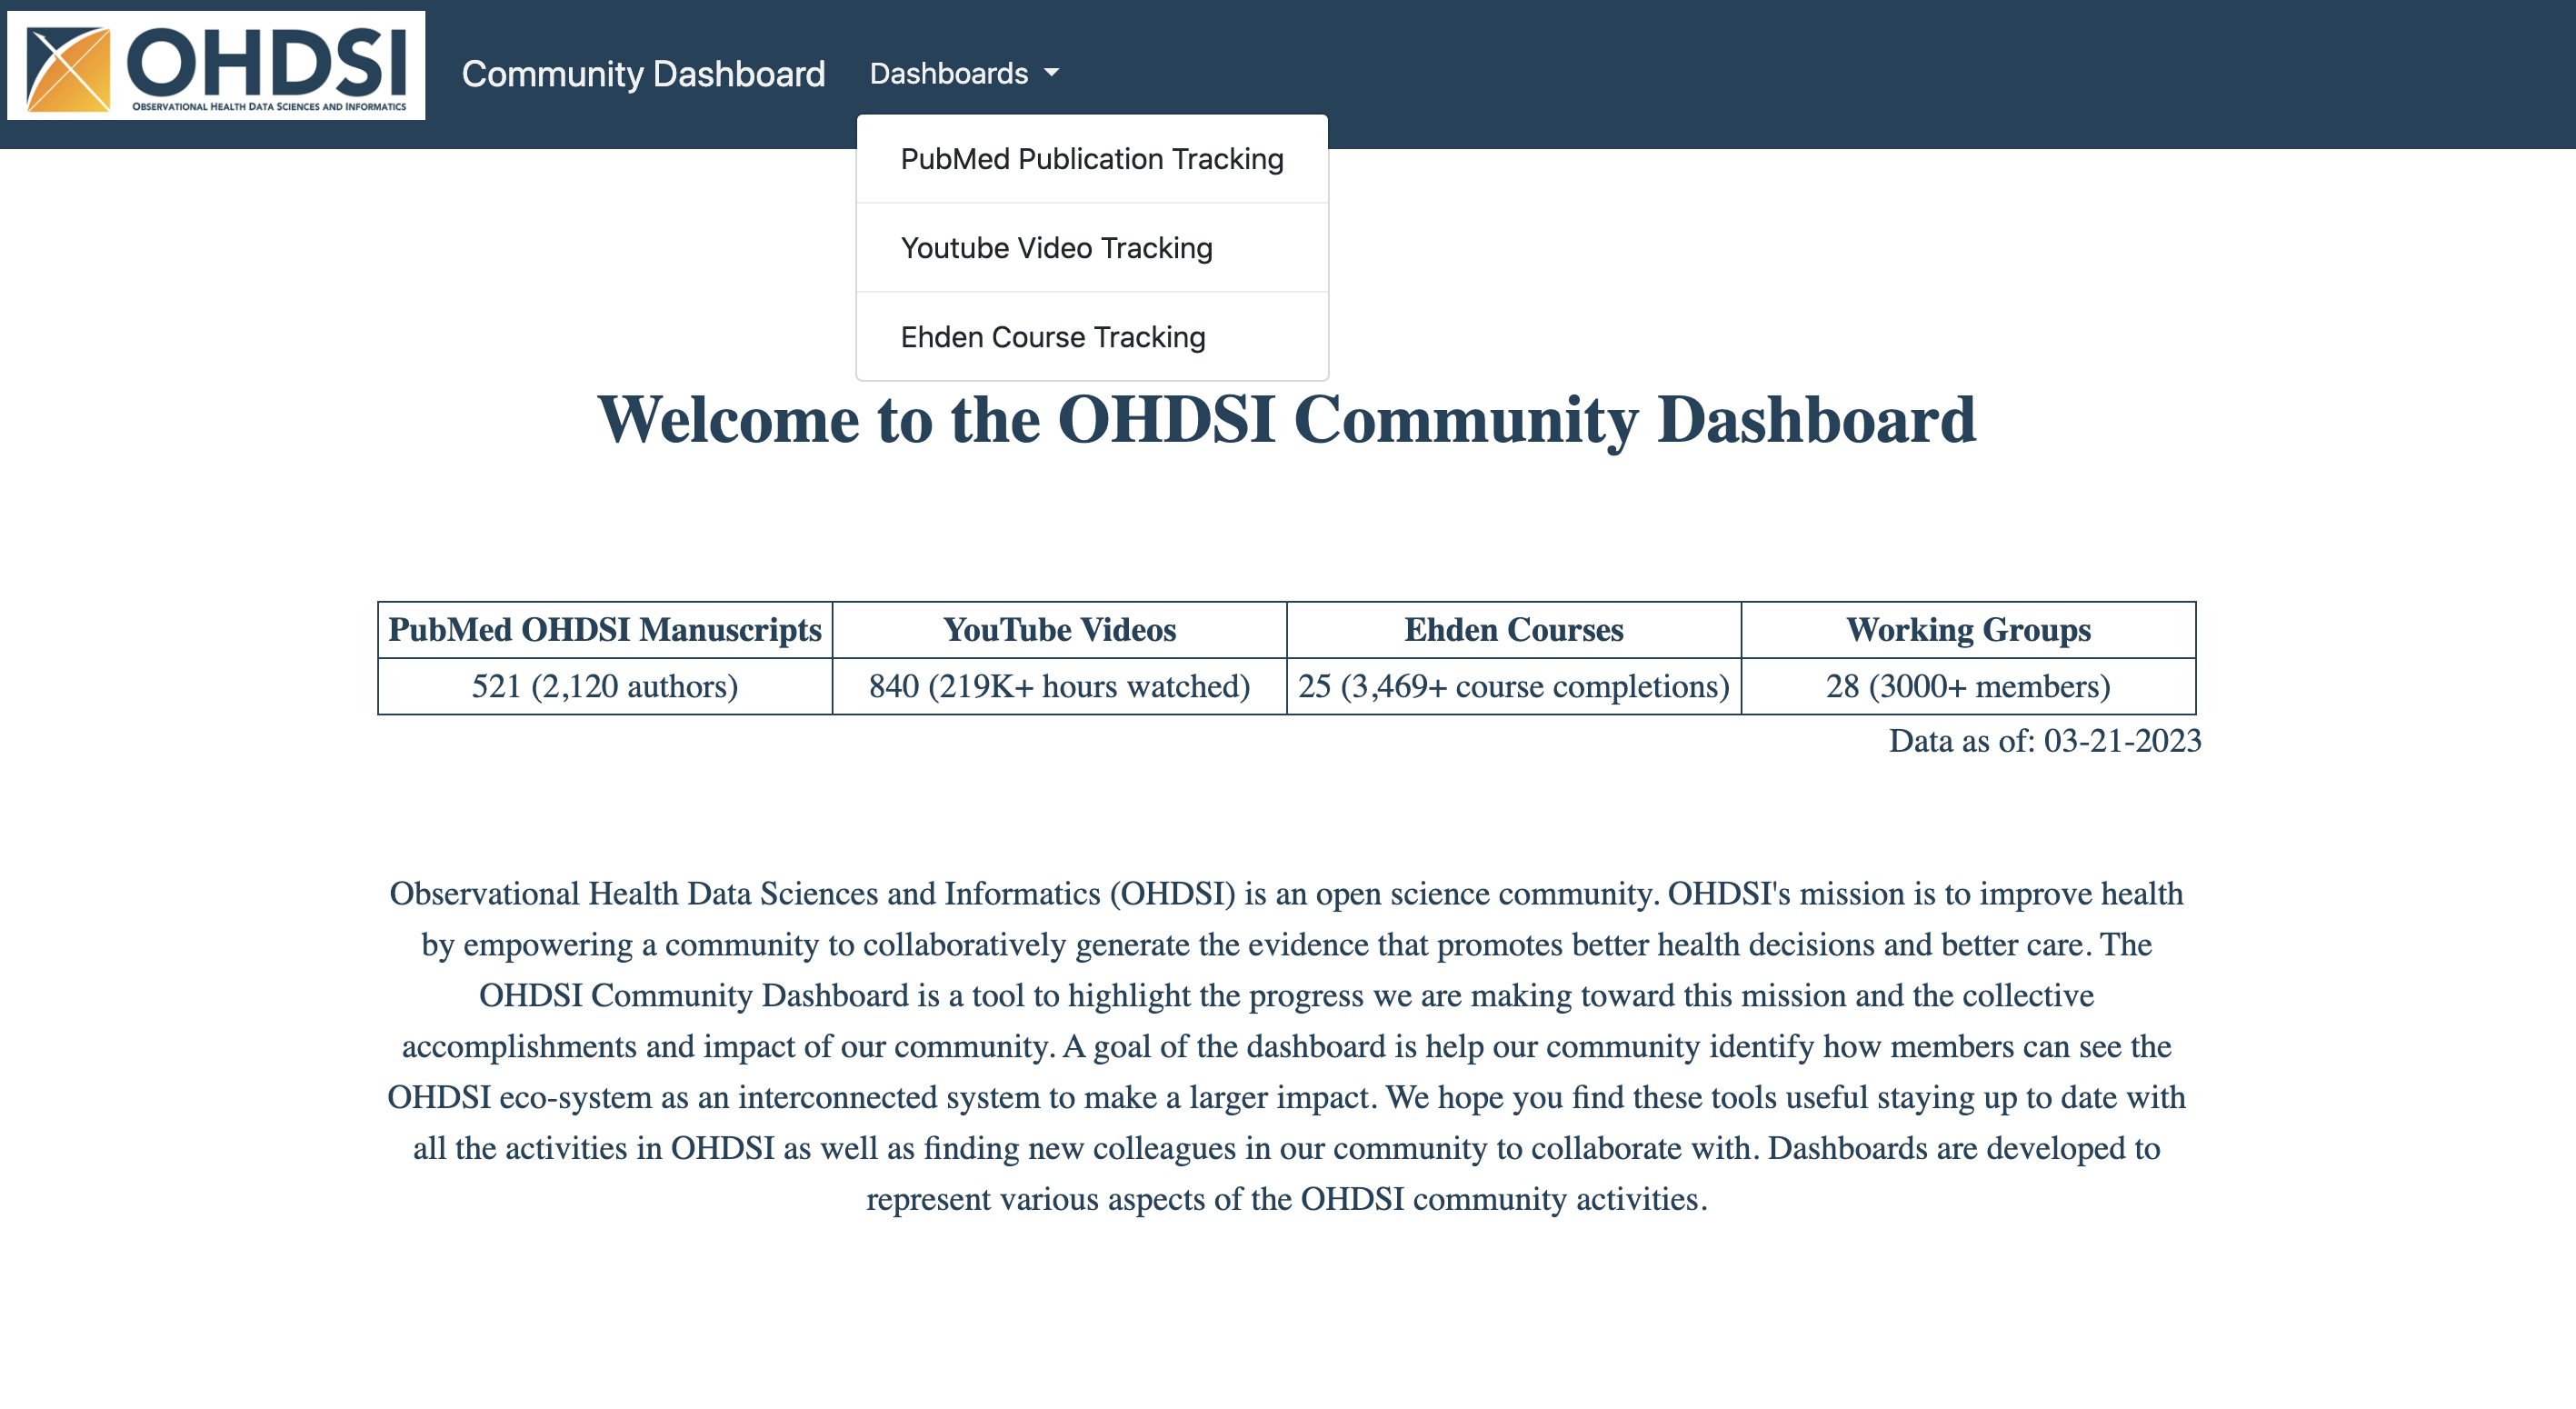 OHDSI
OBSERVATIONAL HEALTH DATA SCIENCES AND INFORMATICS
Community Dashboard
Dashboards
PubMed Publication Tracking
Youtube Video Tracking
Ehden Course Tracking
Welcome to the OHDSI Community Dashboard
PubMed OHDSI Manuscripts YouTube Videos Ehden Courses Working Groups
521 (2,120 authors) 840 (219K+ hours watched) 25 (3,469+ course completions) 28 (3000+ members)
Data as of: 03-21-2023
Observational Health Data Sciences and Informatics (OHDSI) is an open science community. OHDSI's mission is to improve health
by empowering a community to collaboratively generate the evidence that promotes better health decisions and better care. The
OHDSI Community Dashboard is a tool to highlight the progress we are making toward this mission and the collective
accomplishments and impact of our community. A goal of the dashboard is help our community identify how members can see the
OHDSI eco-system as an interconnected system to make a larger impact. We hope you find these tools useful staying up to date with
all the activities in OHDSI as well as finding new colleagues in our community to collaborate with. Dashboards are developed to
represent various aspects of the OHDSI community activities.